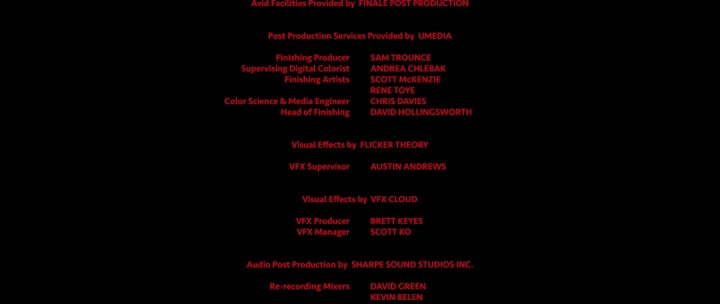 Avid Facilities Provided by FINALE POST PRODUCTION
Post Production Services Provided by UMEDIA
Finishing Producer SAM TROUNCE
Supervising Digital Colorist ANDREA CHLEBAK
Finishing Artists SCOTT McKENZIE
RENE TOYE
Color Science & Media Engineer CHRIS DAVIES
Head of Finishing DAVID HOLLINGSWORTH
Visual Effects by FLICKER THEORY
VFX Supervisor AUSTIN ANDREWS
Visual Effects by VFX CLOUD
VFX Producer BRETT KEYES
VFX Manager SCOTT KO
Audio Post Production by SHARPE SOUND STUDIOS INC.
Re-recording Mixers DAVID GREEN
KEVIN BELEN